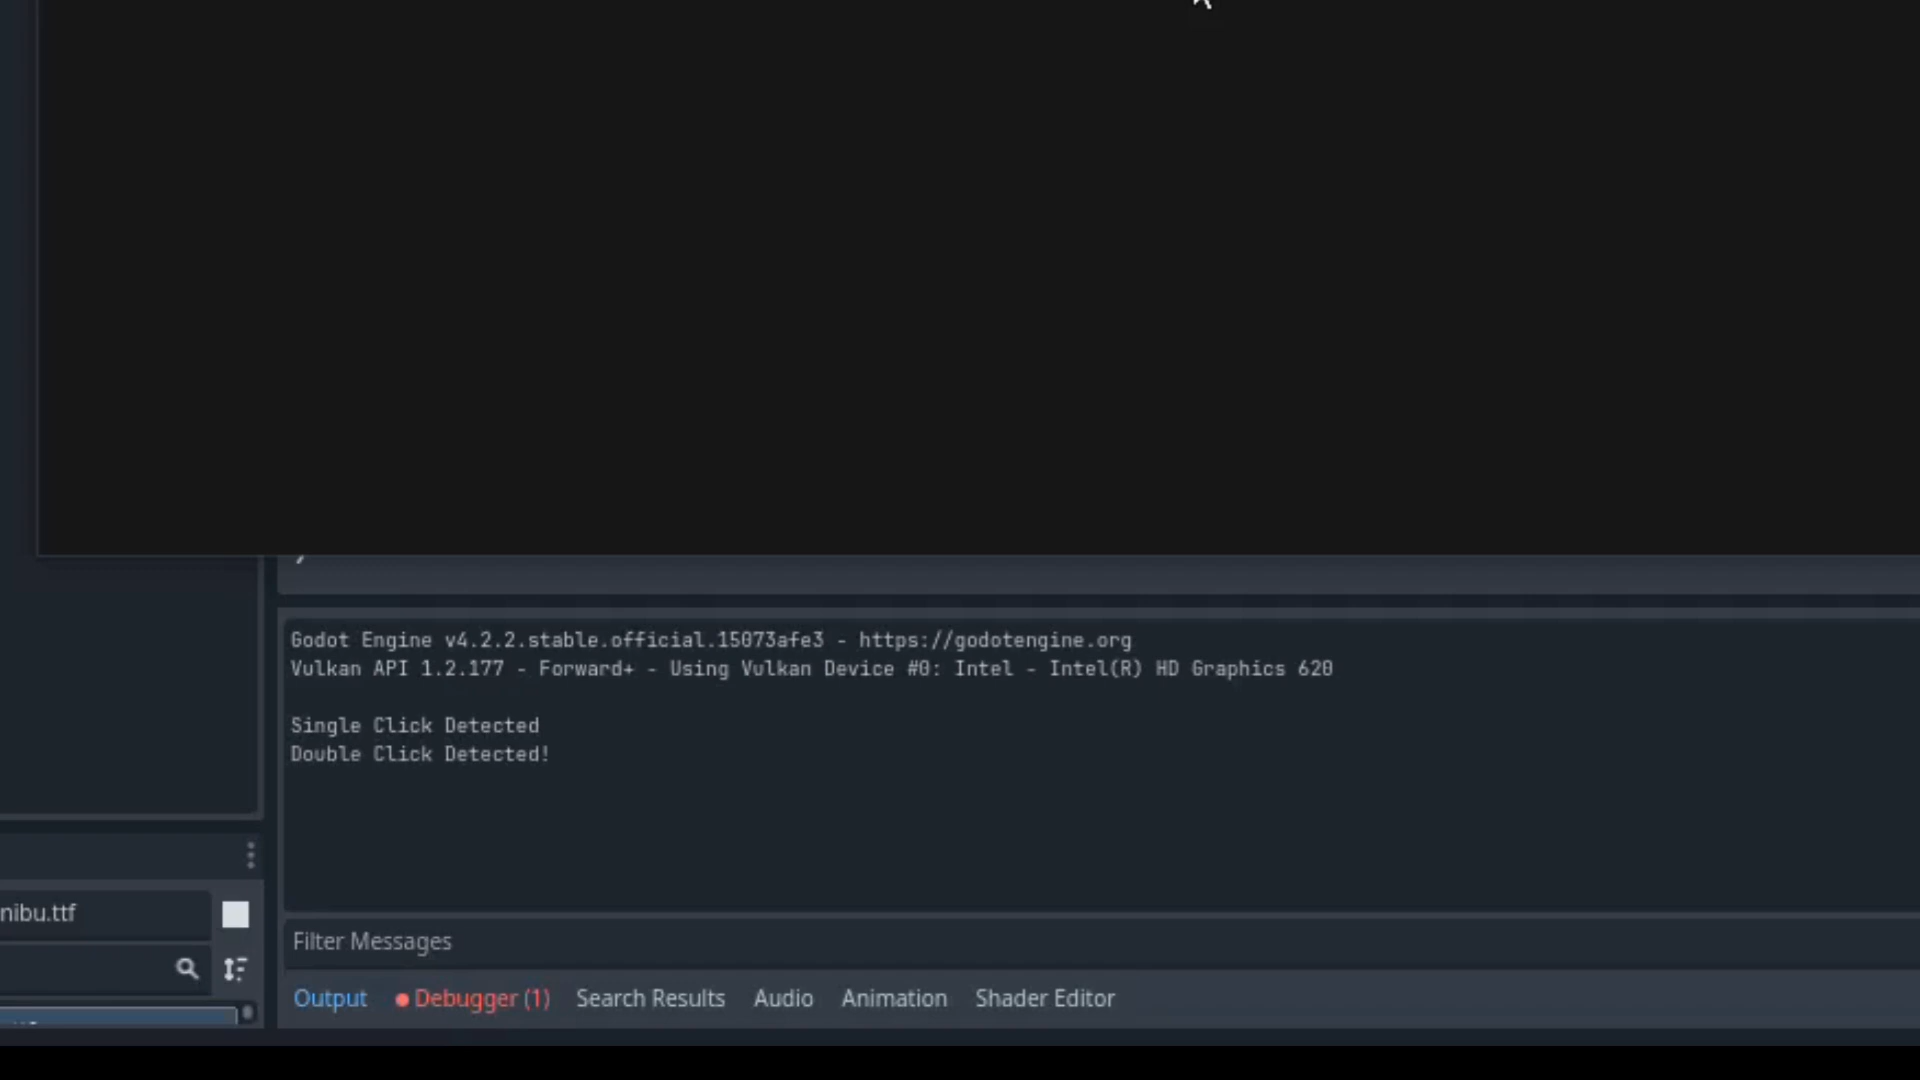 Godot Engine v4.2.2.stable.official.15073afe3 - https://godotengine.org
Vulkan API 1.2.177 - Forward+ - Using Vulkan Device #0: Intel - Intel(R) HD Graphics 620
Single Click Detected
Double Click Detected!
nibu.ttf
Filter Messages
Output Debugger (1) Search Results Audio Animation Shader Editor